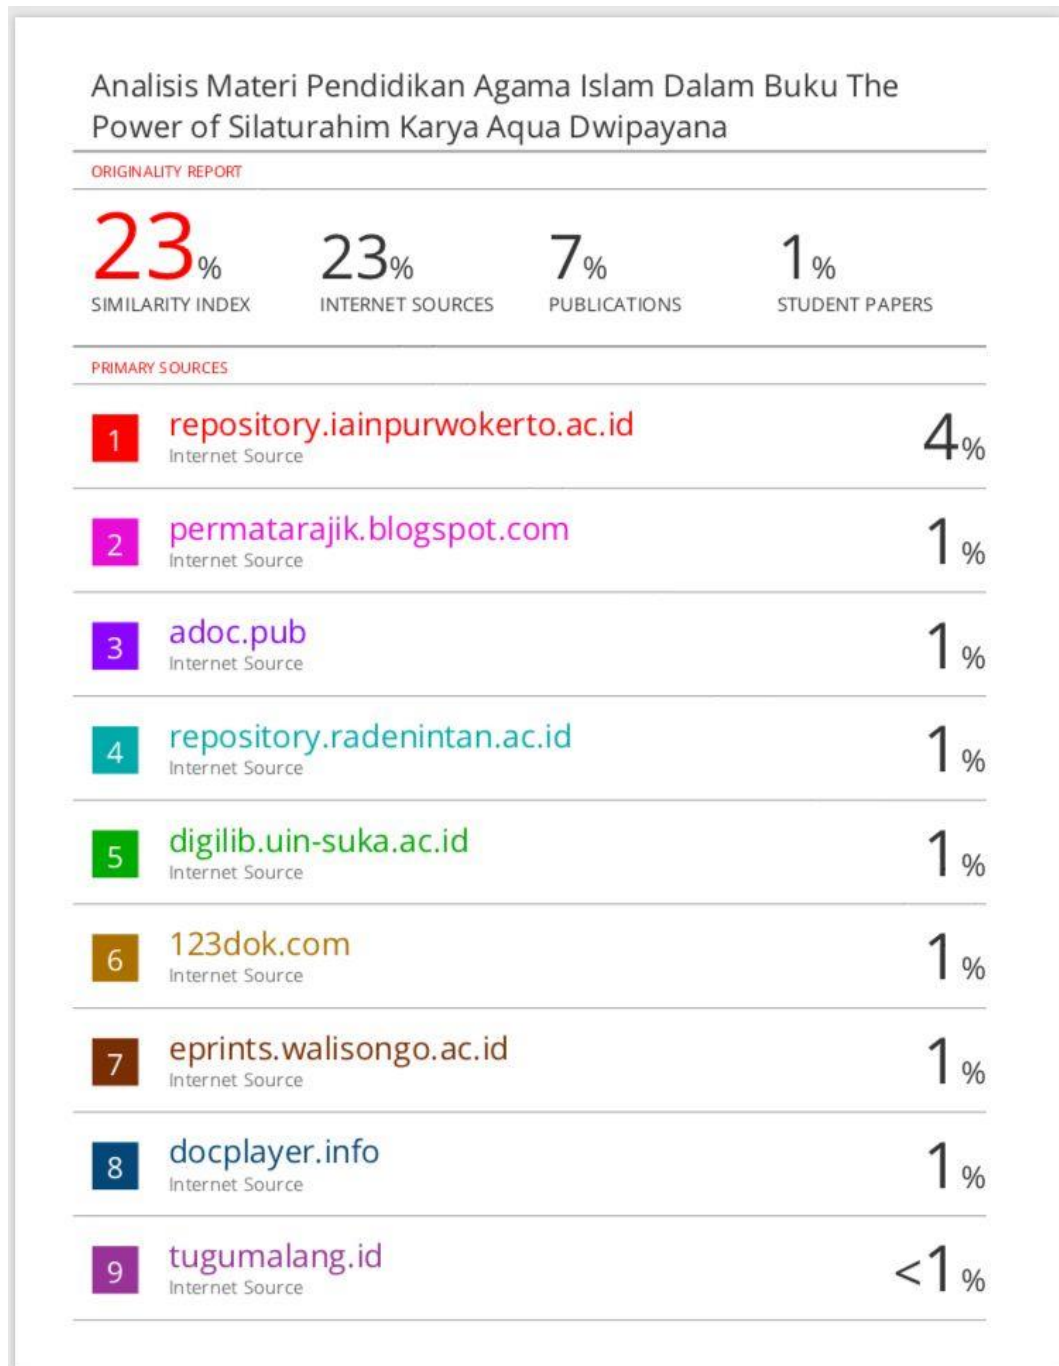 Analisis Materi Pendidikan Agama Islam Dalam Buku The
Power of Silaturahim Karya Aqua Dwipayana
ORIGINALITY REPORT
23%
SIMILARITY INDEX
23%
INTERNET SOURCES
7%
PUBLICATIONS
1%
STUDENT PAPERS
PRIMARY SOURCES
1
repository.iainpurwokerto.ac.id
Internet Source
4%
2
permatarajik.blogspot.com
Internet Source
1%
3
adoc.pub
Internet Source
1%
4
repository.radenintan.ac.id
Internet Source
1%
5
digilib.uin-suka.ac.id
Internet Source
1%
6
123dok.com
Internet Source
1%
7
eprints.walisongo.ac.id
Internet Source
1%
8
docplayer.info
Internet Source
1%
9
tugumalang.id
Internet Source
<1%